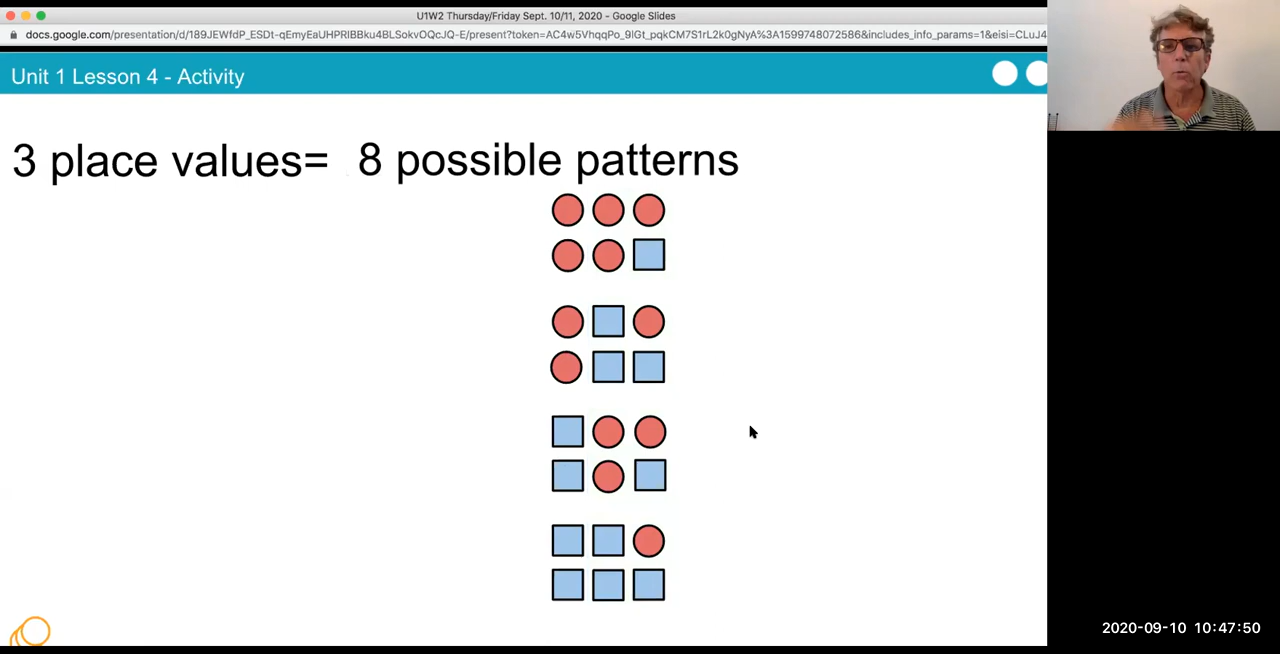 U1W2 Thursday/Friday Sept. 10/11, 2020 - Google Slides
docs.google.com/presentation/d/189JEWfdP_ESDt-qEmyEaUHPRIBBku4BLSokvOQcJQ-E/present?token=AC4w5VhqqPo_9lGt_pqkCM7S1rL2k0gNyA%3A1599748072586&includes_info_params=1&eisi=CLuJ4
Unit 1 Lesson 4 - Activity
3 place values= 8 possible patterns
2020-09-10 10:47:50